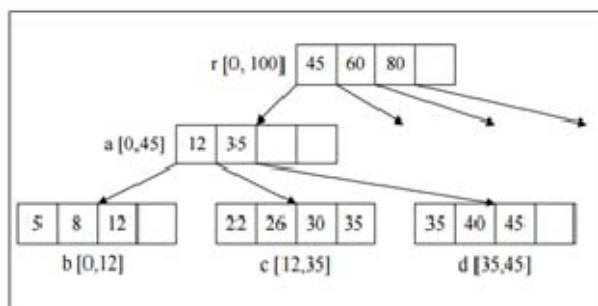 r [0, 100] 45 60 80
a [0,45] 12 35
5 8 12 22 26 30 35 35 40 45
b [0,12] c [12,35] d [35,45]